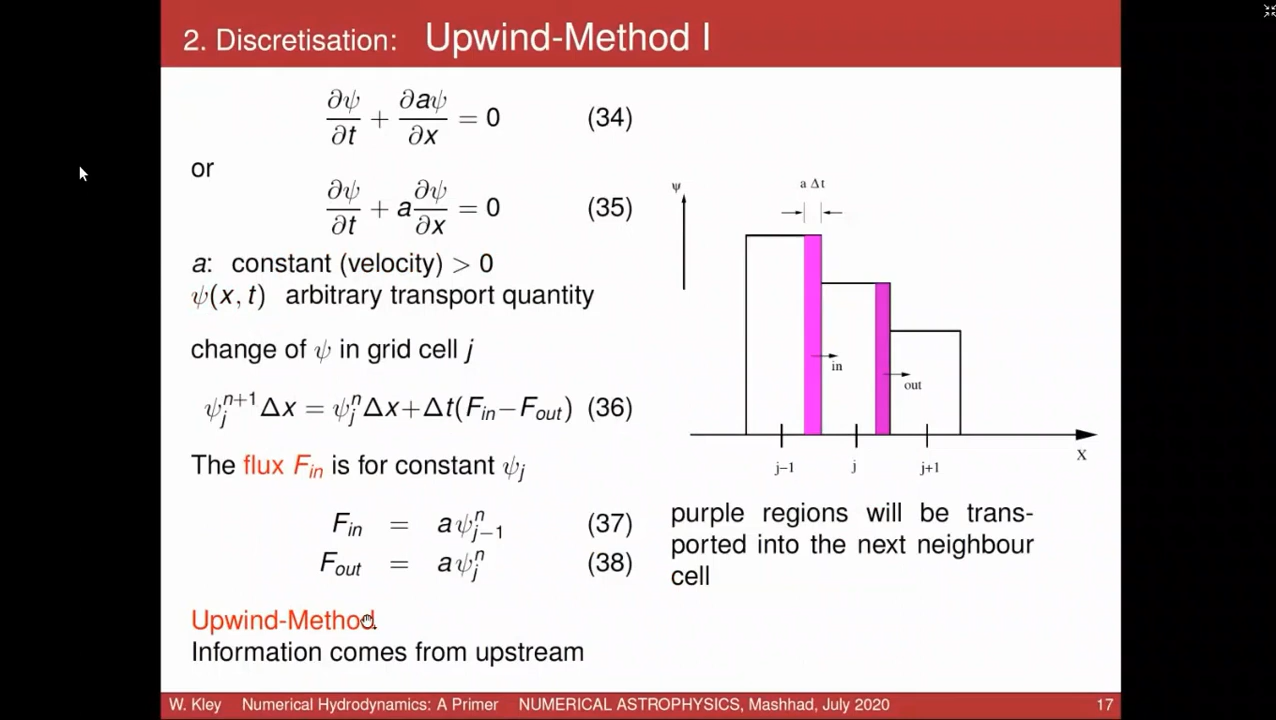 2. Discretisation: Upwind-Method I
∂ψ/∂t + ∂aψ/∂x = 0 (34)
or
∂ψ/∂t + a ∂ψ/∂x = 0 (35)
a: constant (velocity) > 0
ψ(x, t) arbitrary transport quantity
change of ψ in grid cell j
ψ_j^{n+1} Δx = ψ_j^n Δx + Δt(F_in − F_out) (36)
The flux F_in is for constant ψ_j
F_in = aψ_{j−1}^n (37)
F_out = aψ_j^n (38)
Upwind-Method
Information comes from upstream
ψ
a Δt
in
out
j−1 j j+1
X
purple regions will be trans-
ported into the next neighbour
cell
W. Kley Numerical Hydrodynamics: A Primer NUMERICAL ASTROPHYSICS, Mashhad, July 2020 17